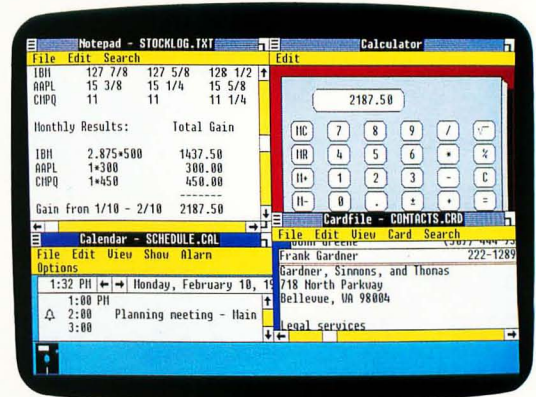 Notepad - STOCKLOG.TXT
File Edit Search
IBM 127 7/8 127 5/8 128 1/2
AAPL 15 3/8 15 1/4 15 5/8
CMPQ 11 11 11 1/4
Monthly Results: Total Gain
IBM 2.875*500 1437.50
AAPL 1*300 300.00
CMPQ 1*450 450.00
-------
Gain from 1/10 - 2/10 2187.50
Calculator
Edit
2187.50
MC 7 8 9 / √
MR 4 5 6 * %
M+ 1 2 3 - C
M- 0 . ± + =
Calendar - SCHEDULE.CAL
File Edit View Show Alarm
Options
1:32 PM Monday, February 10, 19
1:00 PM
2:00 Planning meeting - Main
3:00
Cardfile - CONTACTS.CRD
File Edit View Card Search
Frank Gardner 222-1289
Gardner, Simmons, and Thomas
718 North Parkway
Bellevue, WA 98004
Legal services